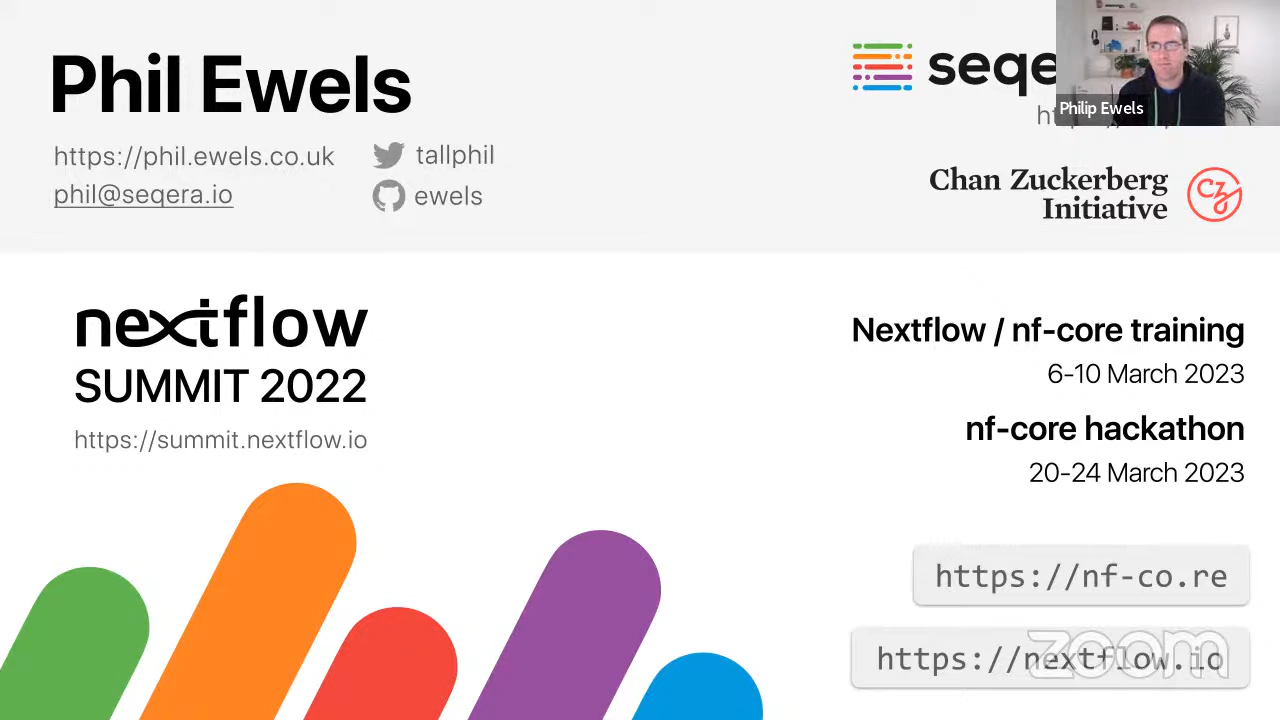 Phil Ewels
https://phil.ewels.co.uk
tallphil
phil@seqera.io
ewels
seqe
Philip Ewels
Chan Zuckerberg
Initiative
nextflow
SUMMIT 2022
https://summit.nextflow.io
Nextflow / nf-core training
6-10 March 2023
nf-core hackathon
20-24 March 2023
https://nf-co.re
https://nextflow.io
zoom